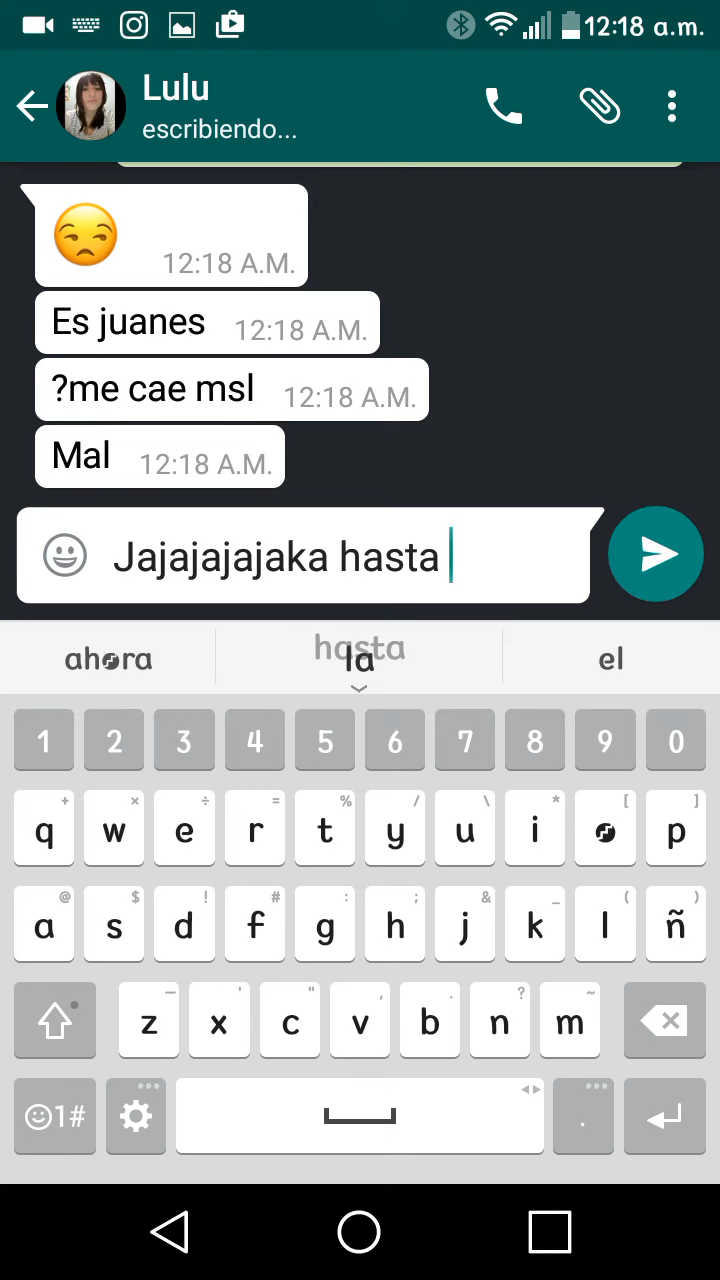 12:18 a.m.
Lulu
escribiendo...
12:18 A.M.
Es juanes 12:18 A.M.
?me cae msl 12:18 A.M.
Mal 12:18 A.M.
Jajajajajaka hasta
ahora hasta la el
1 2 3 4 5 6 7 8 9 0
+ × ÷ = % / \ * [ ]
q w e r t y u i o p
@ $ ! # : ; & _ ( )
a s d f g h j k l ñ
– ' " , . ? ~
z x c v b n m
1# .